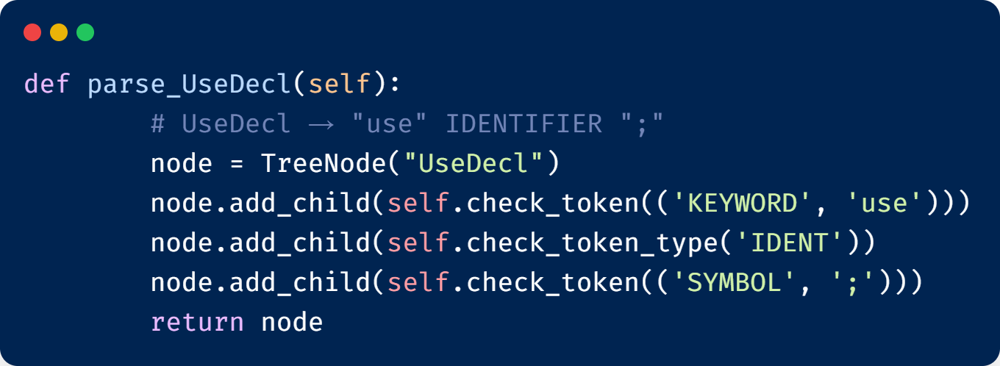 def parse_UseDecl(self):
        # UseDecl → "use" IDENTIFIER ";"
        node = TreeNode("UseDecl")
        node.add_child(self.check_token(('KEYWORD', 'use')))
        node.add_child(self.check_token_type('IDENT'))
        node.add_child(self.check_token(('SYMBOL', ';')))
        return node